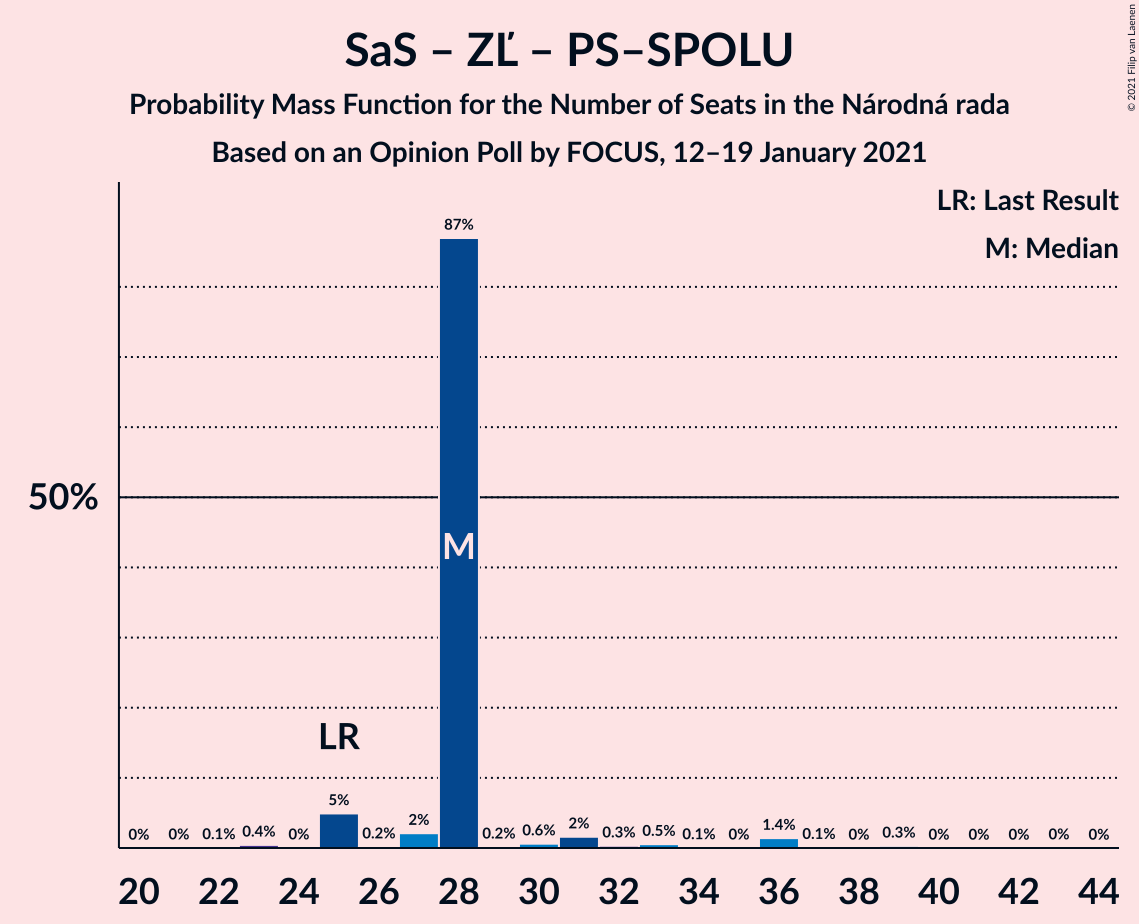 SaS – ZĽ – PS–SPOLU
Probability Mass Function for the Number of Seats in the Národná rada
Based on an Opinion Poll by FOCUS, 12–19 January 2021
© 2021 Filip van Laenen
LR: Last Result
M: Median
87%
50%
M
LR
0% 0% 0.1% 0.4% 0% 5% 0.2% 2% 0.2% 0.6% 2% 0.3% 0.5% 0.1% 0% 1.4% 0.1% 0% 0.3% 0% 0% 0% 0% 0%
20 22 24 26 28 30 32 34 36 38 40 42 44